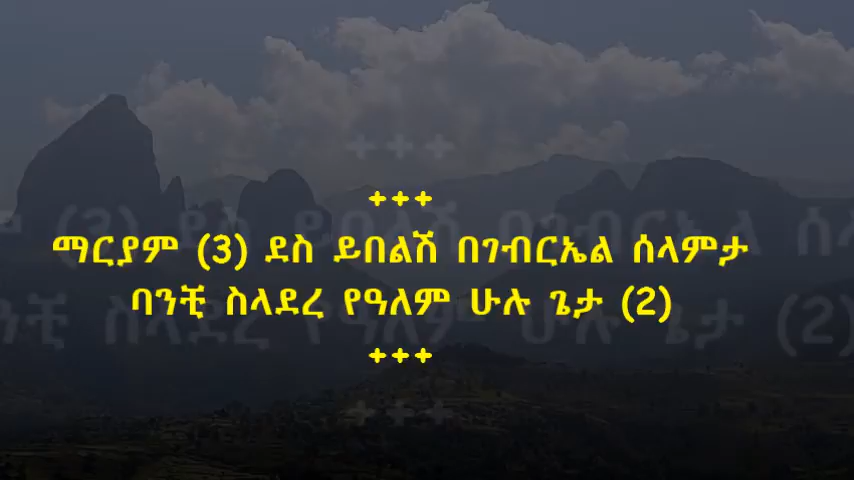 +++
ማርያም (3) ደስ ይበልሽ በገብርኤል ሰላምታ
ባንቺ ስላደረ የዓለም ሁሉ ጌታ (2)
+++